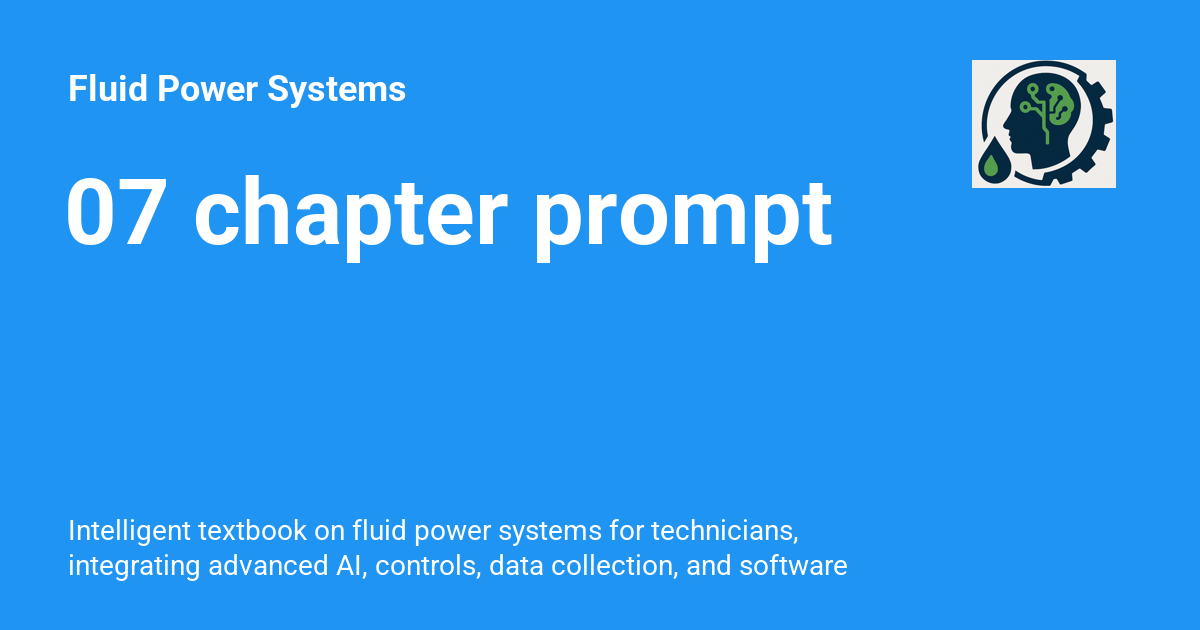 Fluid Power Systems
07 chapter prompt
Intelligent textbook on fluid power systems for technicians,
integrating advanced AI, controls, data collection, and software